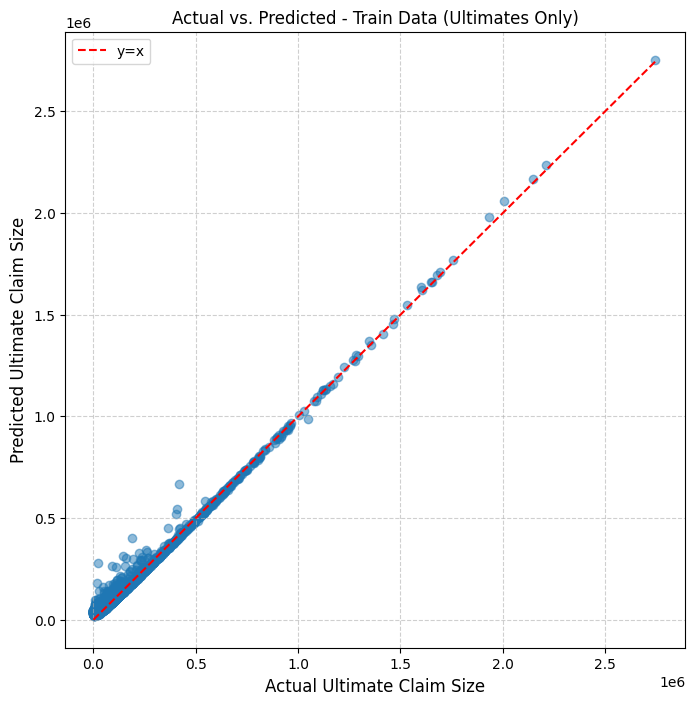 Actual vs. Predicted - Train Data (Ultimates Only)
1e6
y=x
2.5
2.0
1.5
1.0
0.5
0.0
Predicted Ultimate Claim Size
0.0 0.5 1.0 1.5 2.0 2.5
1e6
Actual Ultimate Claim Size